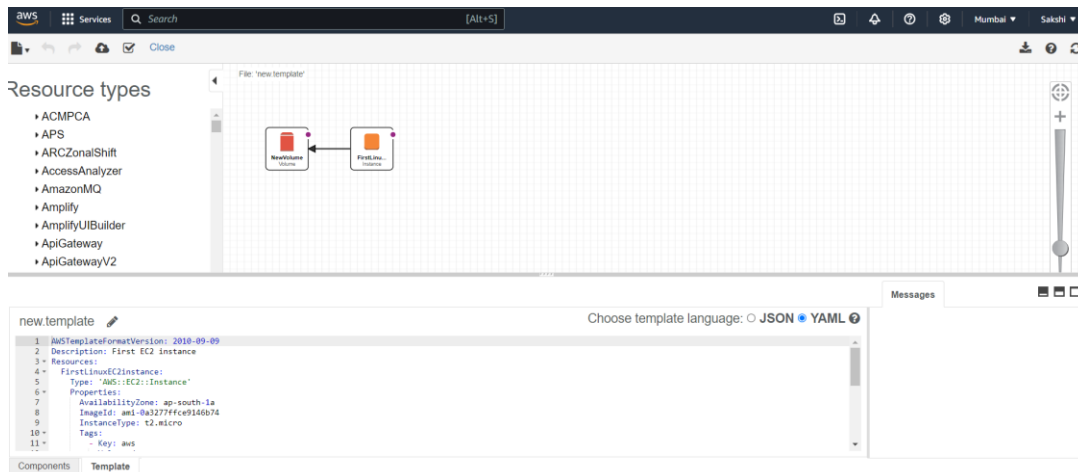 aws Services Search [Alt+S] Mumbai Sakshi
Close
File: 'new.template'
Resource types
ACMPCA
APS
ARCZonalShift
AccessAnalyzer
AmazonMQ
Amplify
AmplifyUIBuilder
ApiGateway
ApiGatewayV2
NewVolume
Volume
FirstLinu...
Instance
Messages
new.template Choose template language: JSON YAML
1 AWSTemplateFormatVersion: 2010-09-09
2 Description: First EC2 instance
3 Resources:
4 FirstLinuxEC2instance:
5 Type: 'AWS::EC2::Instance'
6 Properties:
7 AvailabilityZone: ap-south-1a
8 ImageId: ami-0a3277ffce9146b74
9 InstanceType: t2.micro
10 Tags:
11 - Key: aws
Components Template